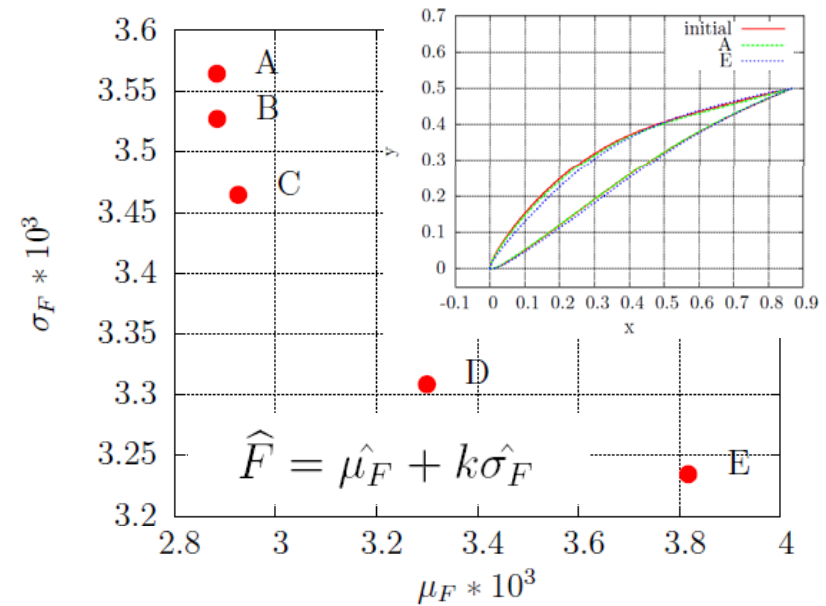 3.6
3.55
3.5
3.45
3.4
3.35
3.3
3.25
3.2
2.8 3 3.2 3.4 3.6 3.8 4
σ_F * 10^3
μ_F * 10^3
A
B
C
D
E
F̂ = μ̂_F + kσ̂_F
0.7
0.6
0.5
0.4
0.3
0.2
0.1
0
-0.1 0 0.1 0.2 0.3 0.4 0.5 0.6 0.7 0.8 0.9
y
x
initial
A
E